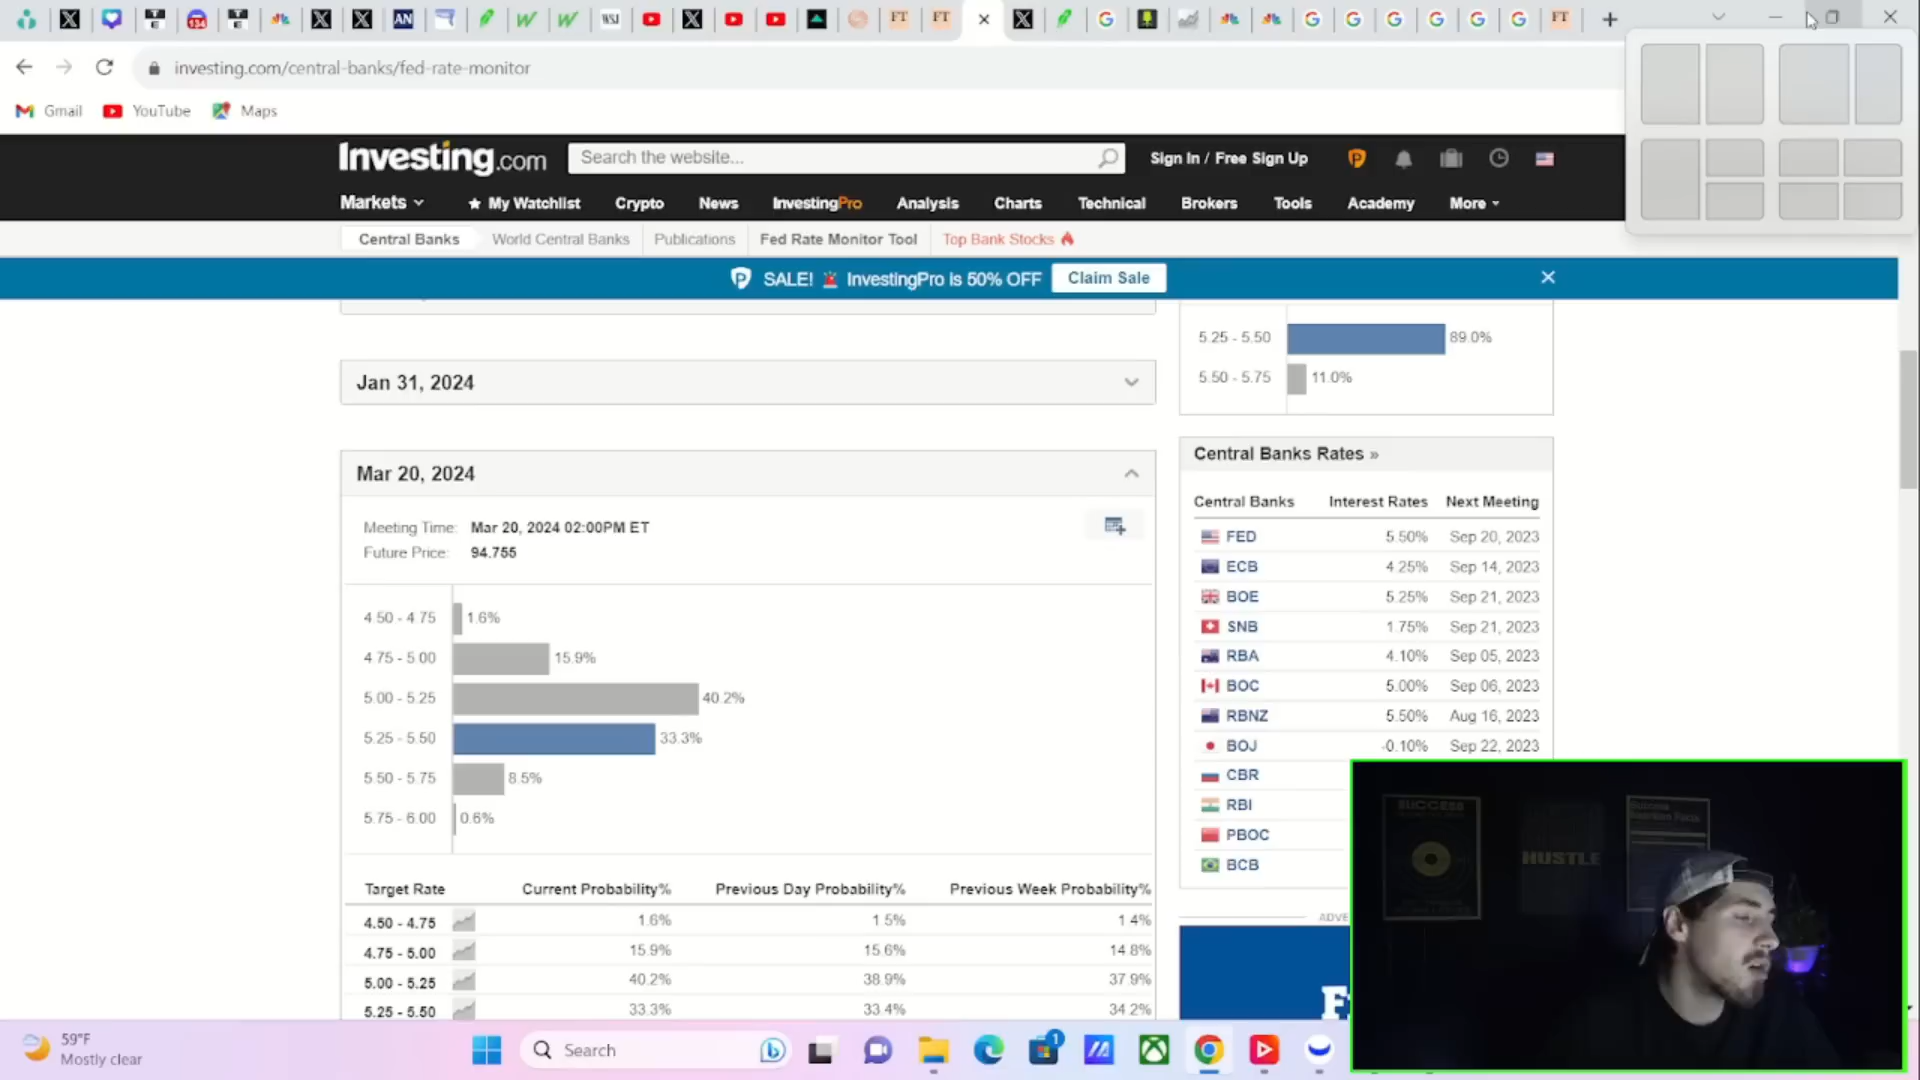 investing.com/central-banks/fed-rate-monitor
Gmail YouTube Maps
Investing.com Search the website... Sign In / Free Sign Up
Markets My Watchlist Crypto News InvestingPro Analysis Charts Technical Brokers Tools Academy More
Central Banks World Central Banks Publications Fed Rate Monitor Tool Top Bank Stocks
SALE! InvestingPro is 50% OFF Claim Sale
5.25 - 5.50 89.0%
5.50 - 5.75 11.0%
Jan 31, 2024
Mar 20, 2024
Meeting Time: Mar 20, 2024 02:00PM ET
Future Price: 94.755
4.50 - 4.75 1.6%
4.75 - 5.00 15.9%
5.00 - 5.25 40.2%
5.25 - 5.50 33.3%
5.50 - 5.75 8.5%
5.75 - 6.00 0.6%
Target Rate Current Probability% Previous Day Probability% Previous Week Probability%
4.50 - 4.75 1.6% 1.5% 1.4%
4.75 - 5.00 15.9% 15.6% 14.8%
5.00 - 5.25 40.2% 38.9% 37.9%
5.25 - 5.50 33.3% 33.4% 34.2%
Central Banks Rates »
Central Banks Interest Rates Next Meeting
FED 5.50% Sep 20, 2023
ECB 4.25% Sep 14, 2023
BOE 5.25% Sep 21, 2023
SNB 1.75% Sep 21, 2023
RBA 4.10% Sep 05, 2023
BOC 5.00% Sep 06, 2023
RBNZ 5.50% Aug 16, 2023
BOJ -0.10% Sep 22, 2023
CBR
RBI
PBOC
BCB
ADVE
SUCCESS
HUSTLE
59°F
Mostly clear
Search
1